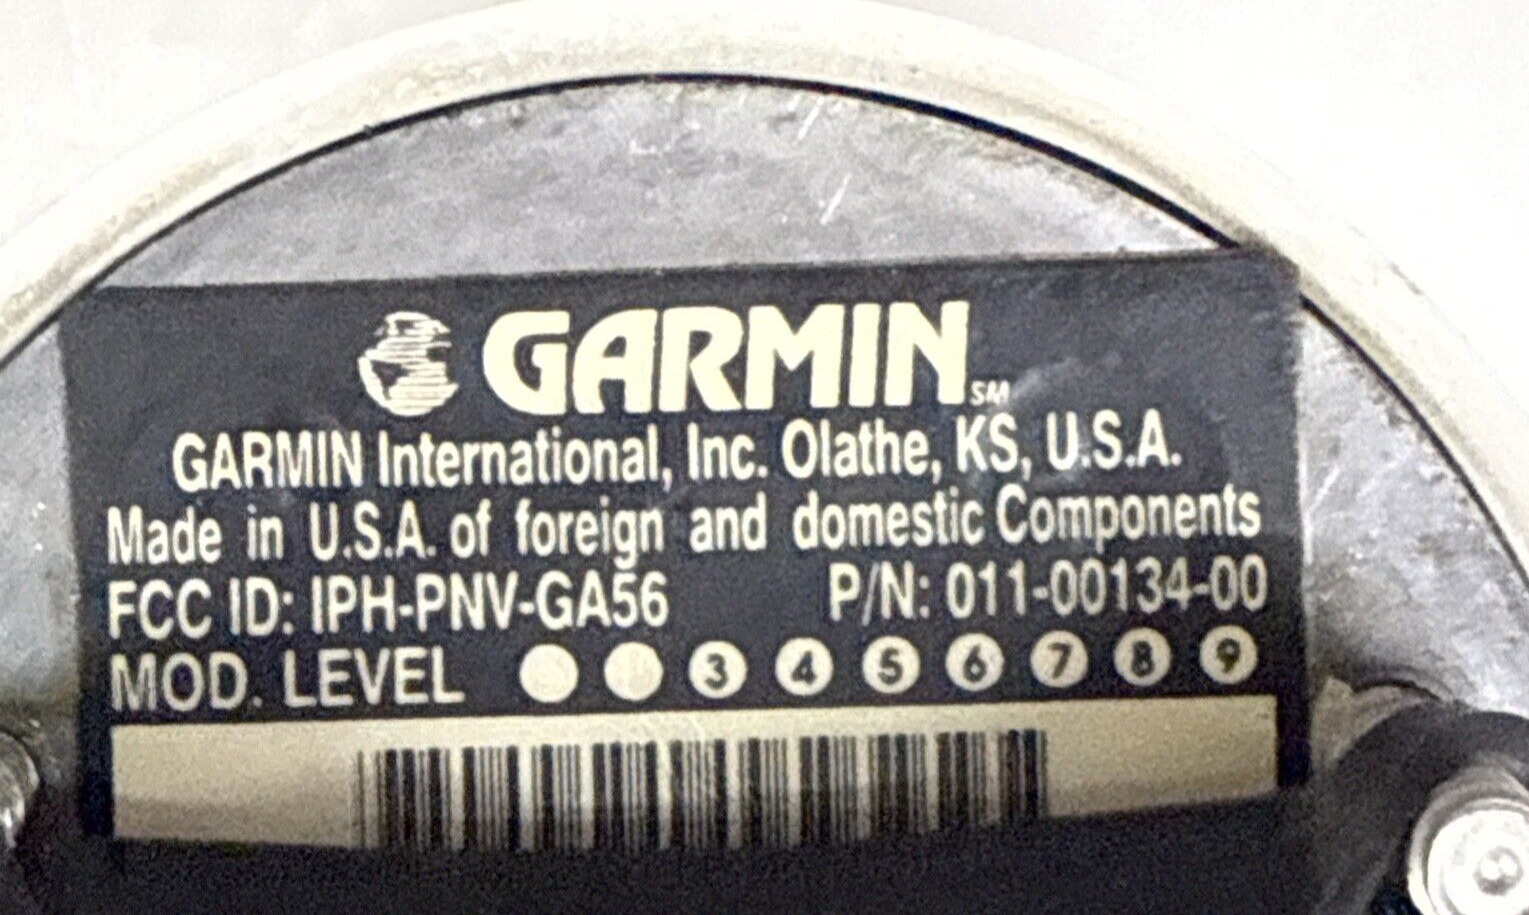 GARMIN SM
GARMIN International, Inc. Olathe, KS, U.S.A.
Made in U.S.A. of foreign and domestic Components
FCC ID: IPH-PNV-GA56 P/N: 011-00134-00
MOD. LEVEL 3 4 5 6 7 8 9